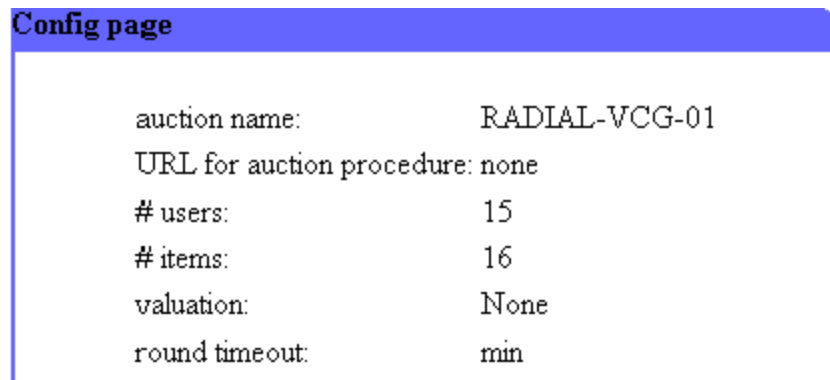 Config page
auction name: RADIAL-VCG-01
URL for auction procedure: none
# users: 15
# items: 16
valuation: None
round timeout: min